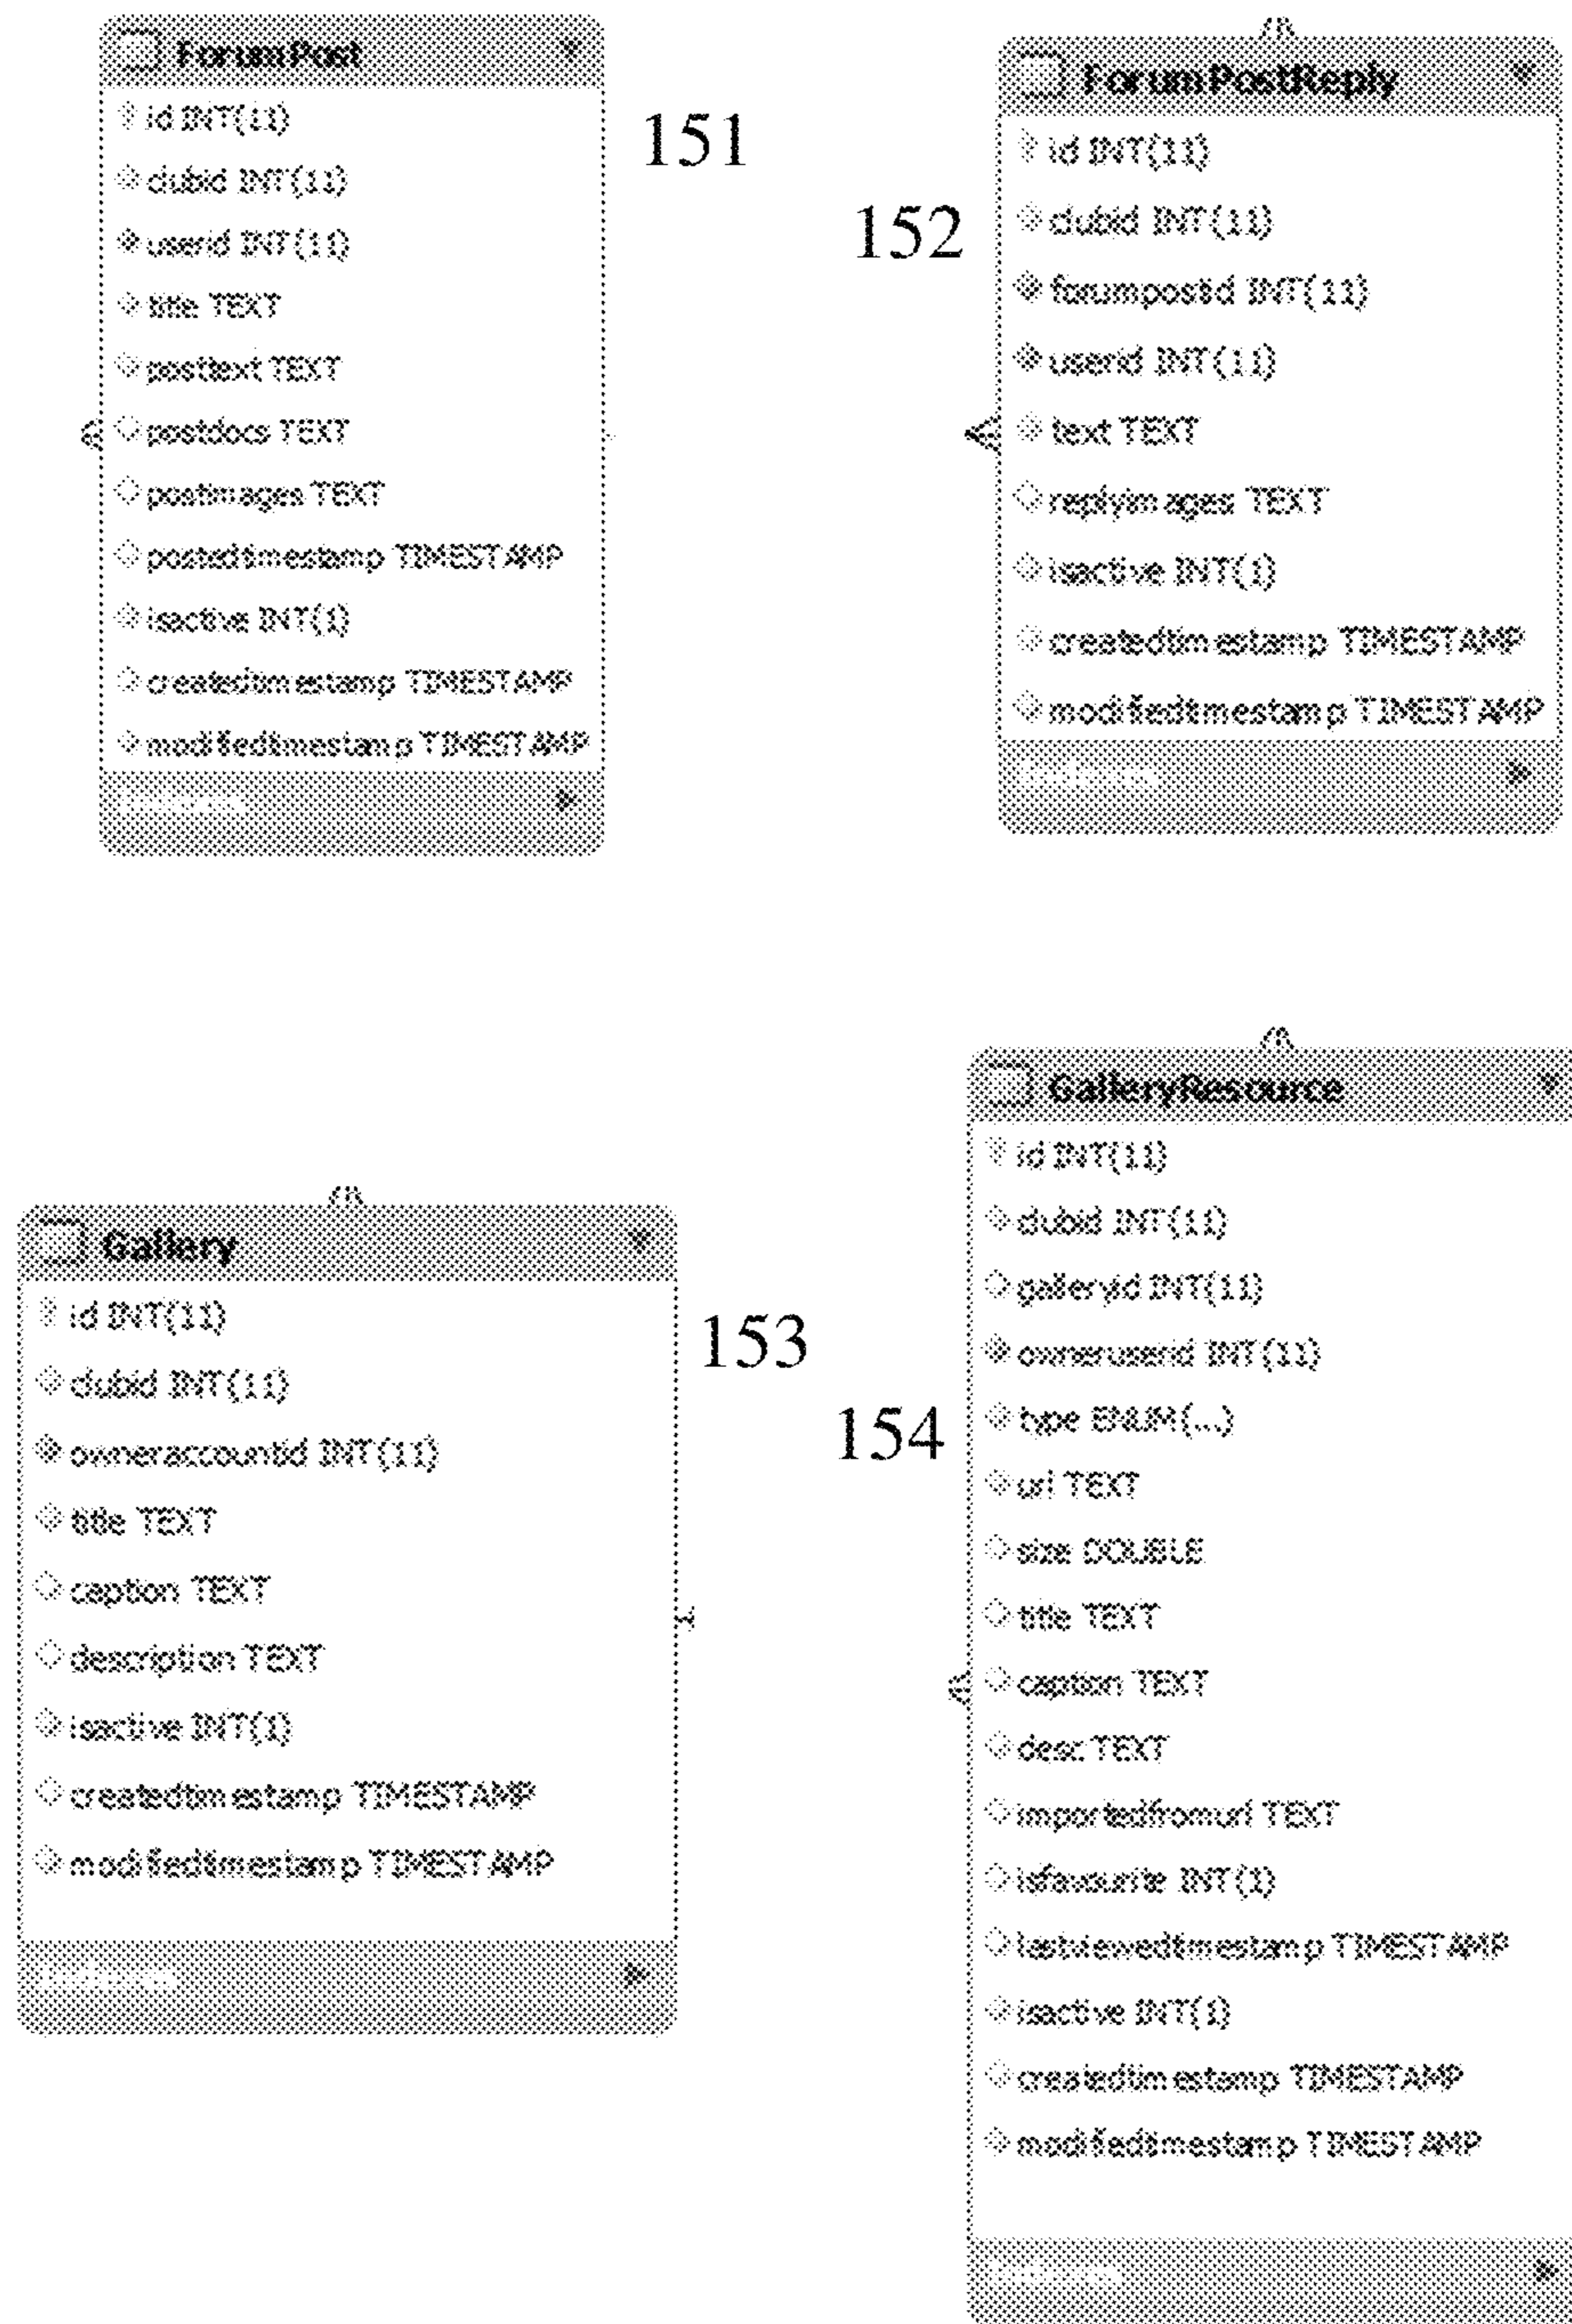 ForumPost
id INT(11)
clubid INT(11)
userid INT(11)
title TEXT
posttext TEXT
postdocs TEXT
postimages TEXT
postedtimestamp TIMESTAMP
isactive INT(1)
createdtimestamp TIMESTAMP
modifiedtimestamp TIMESTAMP
Indexes
151
152
ForumPostReply
id INT(11)
clubid INT(11)
forumpostid INT(11)
userid INT(11)
text TEXT
replyimages TEXT
isactive INT(1)
createdtimestamp TIMESTAMP
modifiedtimestamp TIMESTAMP
Indexes
Gallery
id INT(11)
clubid INT(11)
owneraccountid INT(11)
title TEXT
caption TEXT
description TEXT
isactive INT(1)
createdtimestamp TIMESTAMP
modifiedtimestamp TIMESTAMP
Indexes
153
154
GalleryResource
id INT(11)
clubid INT(11)
galleryid INT(11)
owneruserid INT(11)
type ENUM(...)
url TEXT
size DOUBLE
title TEXT
caption TEXT
desc TEXT
importedfromurl TEXT
isfavourite INT(1)
lastviewedtimestamp TIMESTAMP
isactive INT(1)
createdtimestamp TIMESTAMP
modifiedtimestamp TIMESTAMP
Indexes